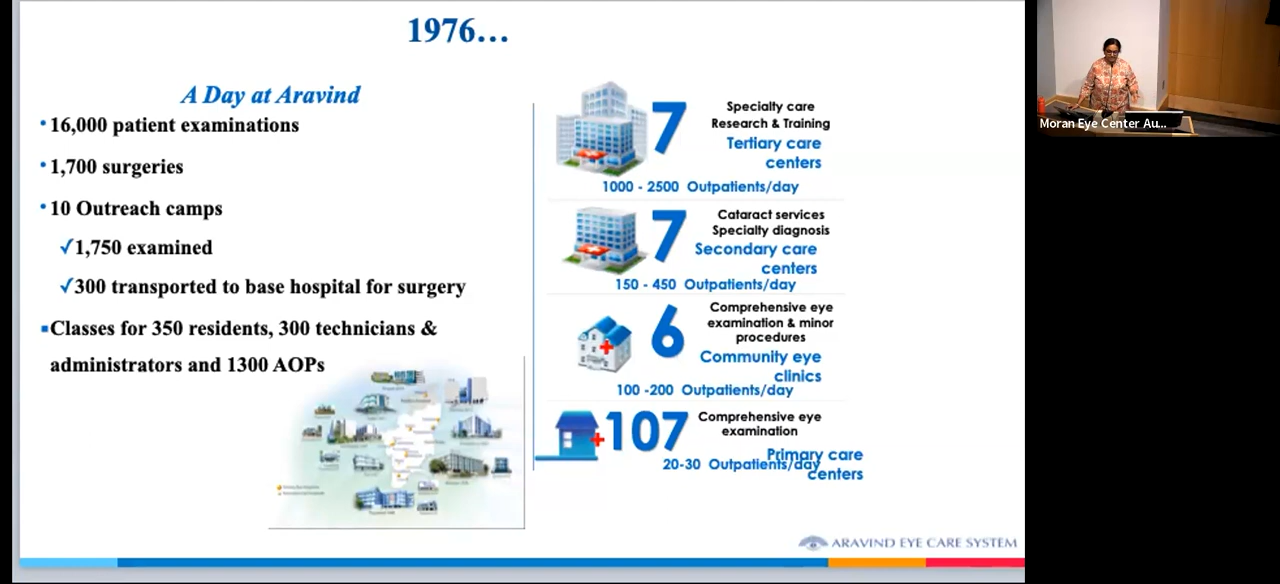 1976…
A Day at Aravind
• 16,000 patient examinations
• 1,700 surgeries
• 10 Outreach camps
✓1,750 examined
✓300 transported to base hospital for surgery
▪Classes for 350 residents, 300 technicians &
administrators and 1300 AOPs
7
Specialty care
Research & Training
Tertiary care
centers
1000 - 2500 Outpatients/day
7
Cataract services
Specialty diagnosis
Secondary care
centers
150 - 450 Outpatients/day
6
Comprehensive eye
examination & minor
procedures
Community eye
clinics
100 -200 Outpatients/day
107
Comprehensive eye
examination
Primary care
centers
20-30 Outpatients/day
ARAVIND EYE CARE SYSTEM
Moran Eye Center Au...